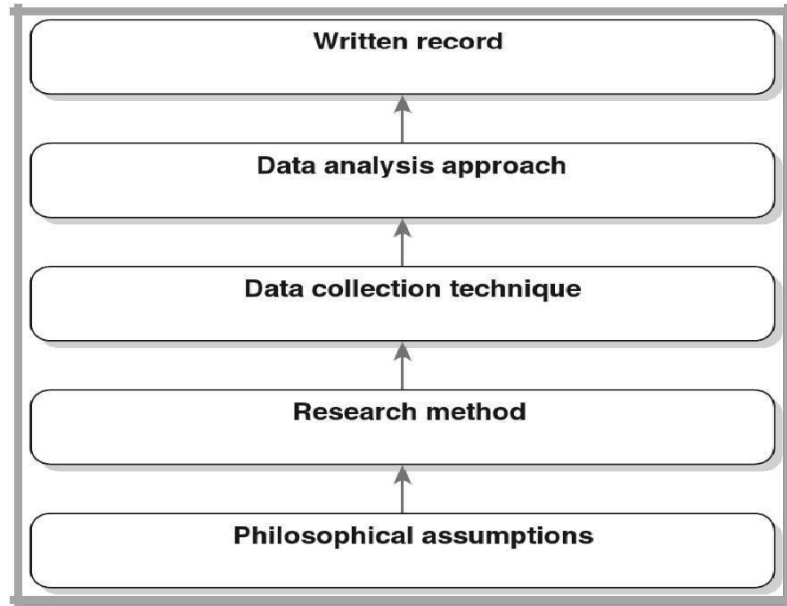 Written record
Data analysis approach
Data collection technique
Research method
Philosophical assumptions